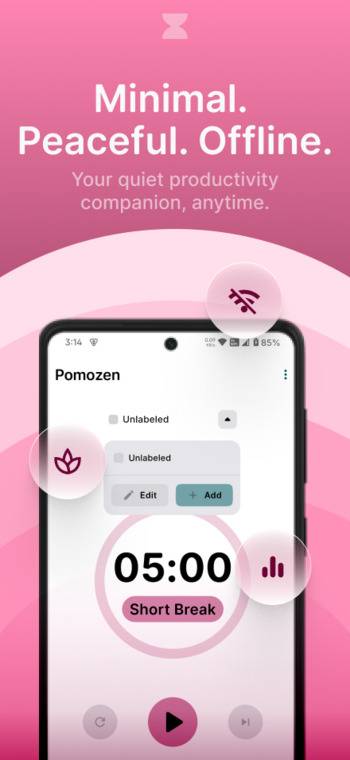 Minimal.
Peaceful. Offline.
Your quiet productivity
companion, anytime.
3:14
85%
Pomozen
Unlabeled
Unlabeled
Edit
+ Add
05:00
Short Break